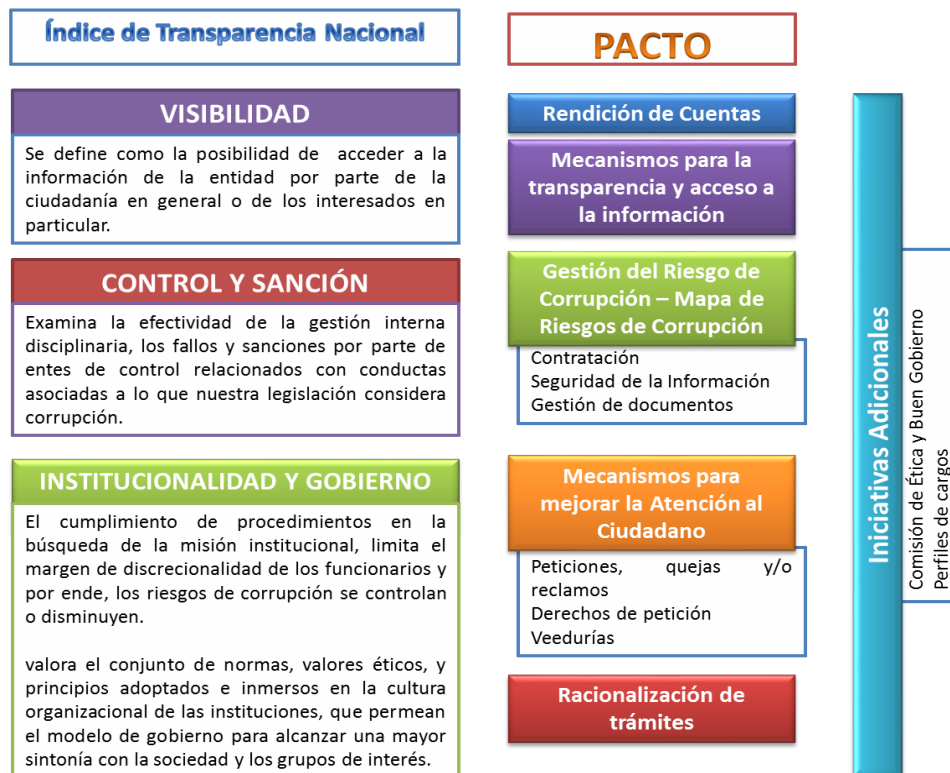 Índice de Transparencia Nacional
VISIBILIDAD
Se define como la posibilidad de acceder a la
información de la entidad por parte de la
ciudadanía en general o de los interesados en
particular.
CONTROL Y SANCIÓN
Examina la efectividad de la gestión interna
disciplinaria, los fallos y sanciones por parte de
entes de control relacionados con conductas
asociadas a lo que nuestra legislación considera
corrupción.
INSTITUCIONALIDAD Y GOBIERNO
El cumplimiento de procedimientos en la
búsqueda de la misión institucional, limita el
margen de discrecionalidad de los funcionarios y
por ende, los riesgos de corrupción se controlan
o disminuyen.
valora el conjunto de normas, valores éticos, y
principios adoptados e inmersos en la cultura
organizacional de las instituciones, que permean
el modelo de gobierno para alcanzar una mayor
sintonía con la sociedad y los grupos de interés.
PACTO
Rendición de Cuentas
Mecanismos para la
transparencia y acceso a
la información
Gestión del Riesgo de
Corrupción – Mapa de
Riesgos de Corrupción
Contratación
Seguridad de la Información
Gestión de documentos
Mecanismos para
mejorar la Atención al
Ciudadano
Peticiones, quejas y/o
reclamos
Derechos de petición
Veedurías
Racionalización de
trámites
Iniciativas Adicionales
Comisión de Ética y Buen Gobierno
Perfiles de cargos